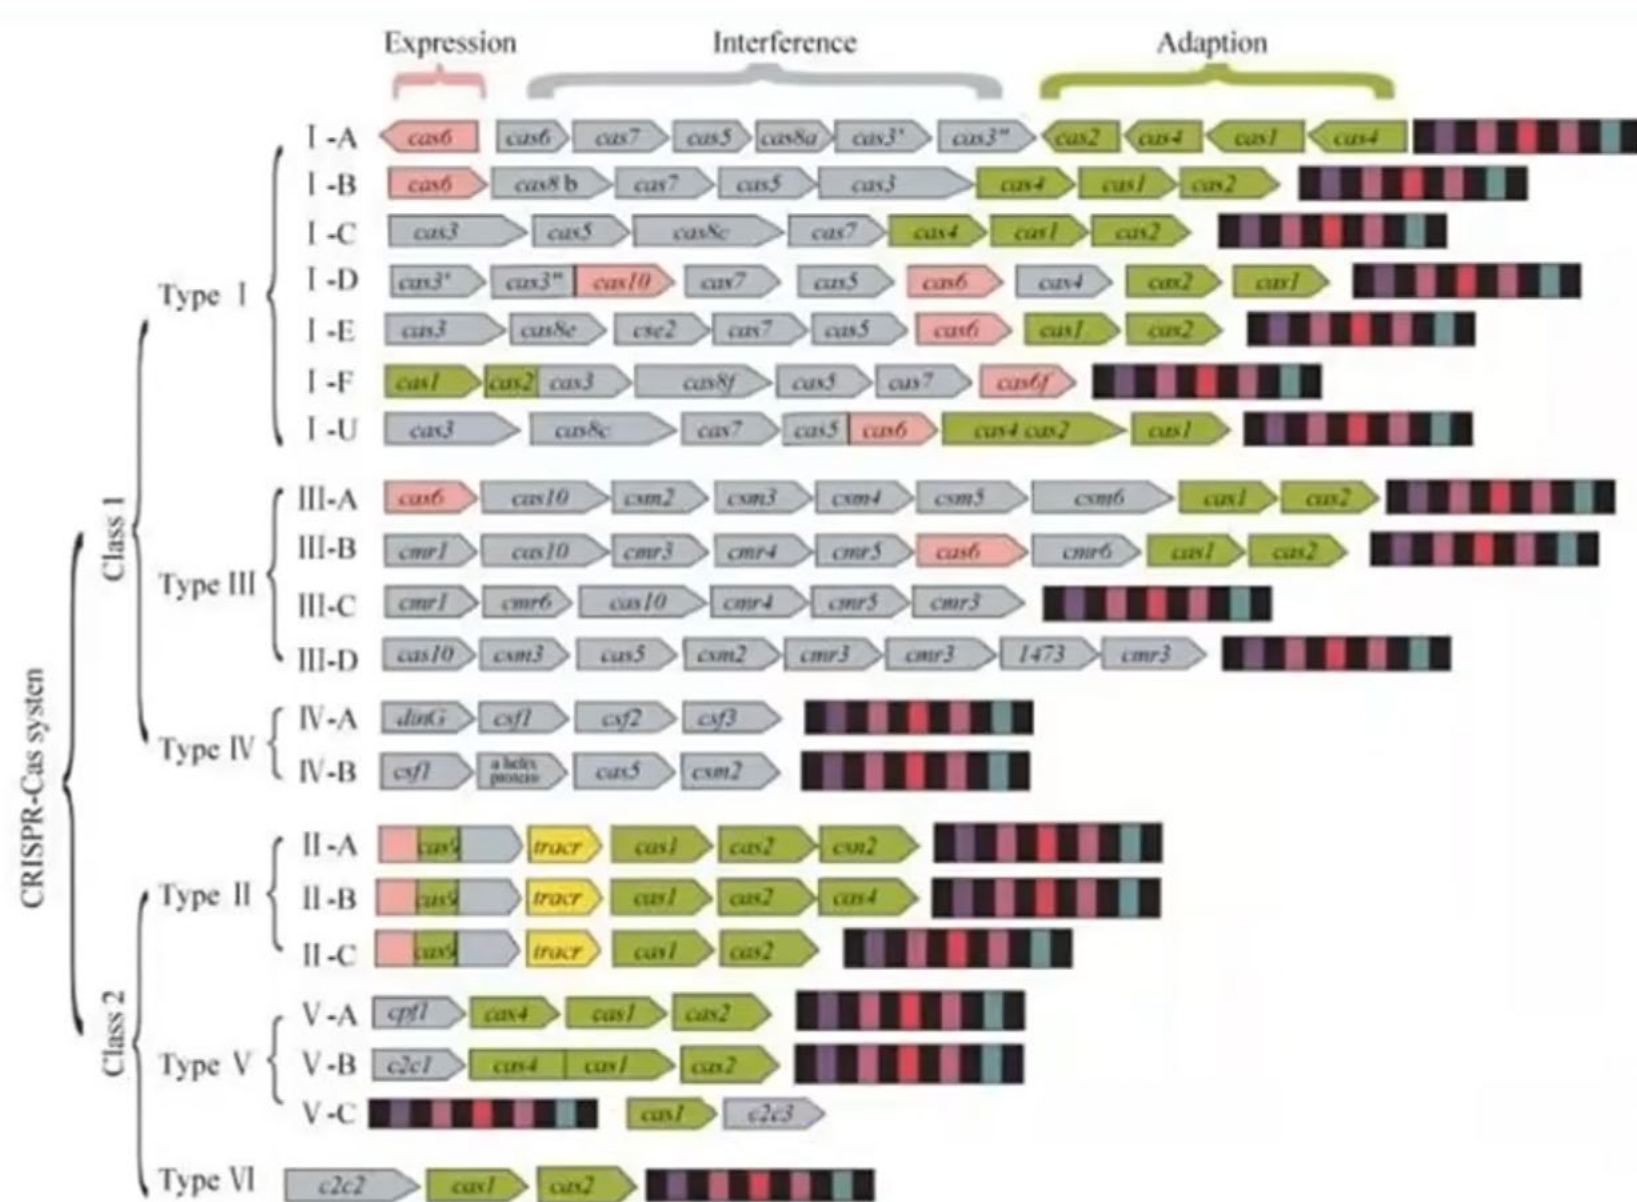 Expression Interference Adaption
I-A cas6 cas6 cas7 cas5 cas8a cas3' cas3" cas2 cas4 cas1 cas4
I-B cas6 cas8 b cas7 cas5 cas3 cas4 cas1 cas2
I-C cas3 cas5 cas8c cas7 cas4 cas1 cas2
Type I I-D cas3' cas3" cas10 cas7 cas5 cas6 cas4 cas2 cas1
I-E cas3 cas8e cse2 cas7 cas5 cas6 cas1 cas2
I-F cas1 cas2 cas3 cas8f cas5 cas7 cas6f
I-U cas3 cas8c cas7 cas5 cas6 cas4 cas2 cas1
Class 1
III-A cas6 cas10 csm2 csm3 csm4 csm5 csm6 cas1 cas2
III-B cmr1 cas10 cmr3 cmr4 cmr5 cas6 cmr6 cas1 cas2
Type III
III-C cmr1 cmr6 cas10 cmr4 cmr5 cmr3
III-D cas10 csm3 cas5 csm2 cmr3 cmr3 1473 cmr3
CRISPR-Cas systen
IV-A dinG csf1 csf2 csf3
Type IV
IV-B csf1 a helix protein cas5 csm2
II-A cas9 tracr cas1 cas2 csn2
Type II II-B cas9 tracr cas1 cas2 cas4
II-C cas9 tracr cas1 cas2
Class 2
V-A cpf1 cas4 cas1 cas2
Type V V-B c2c1 cas4 cas1 cas2
V-C cas1 c2c3
Type VI c2c2 cas1 cas2